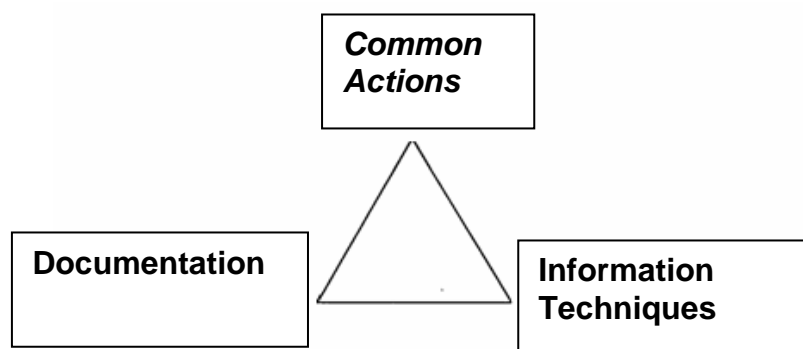 Common
Actions
Documentation
Information
Techniques